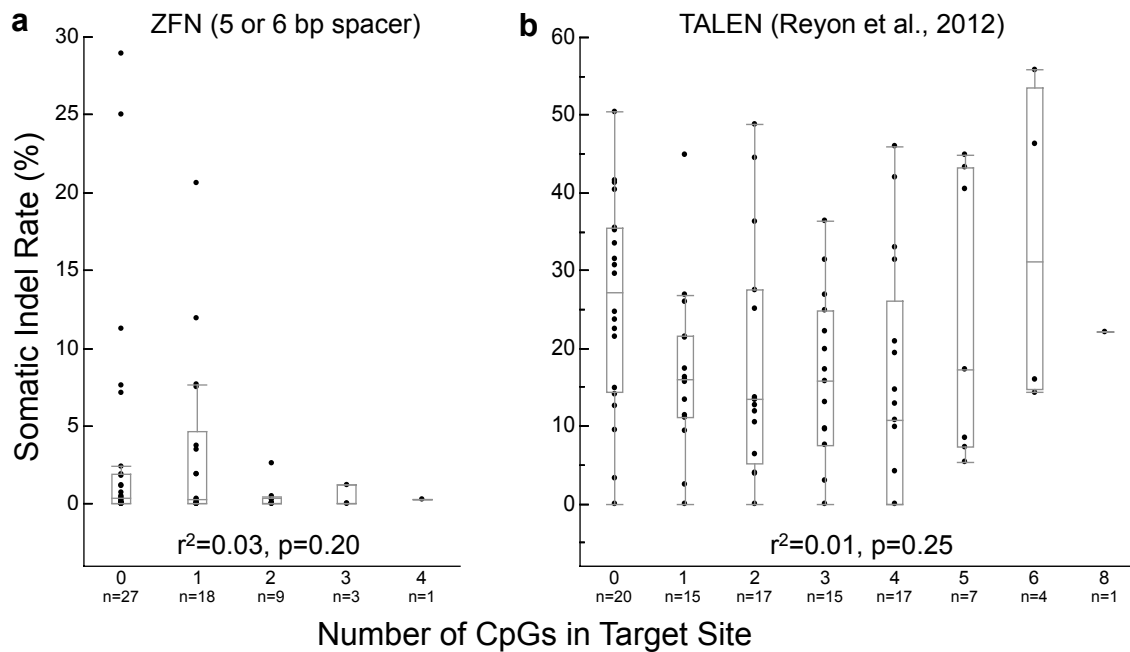 a ZFN (5 or 6 bp spacer)
b TALEN (Reyon et al., 2012)
Somatic Indel Rate (%)
30
25
20
15
10
5
0
r²=0.03, p=0.20
0 1 2 3 4
n=27 n=18 n=9 n=3 n=1
60
50
40
30
20
10
0
r²=0.01, p=0.25
0 1 2 3 4 5 6 8
n=20 n=15 n=17 n=15 n=17 n=7 n=4 n=1
Number of CpGs in Target Site